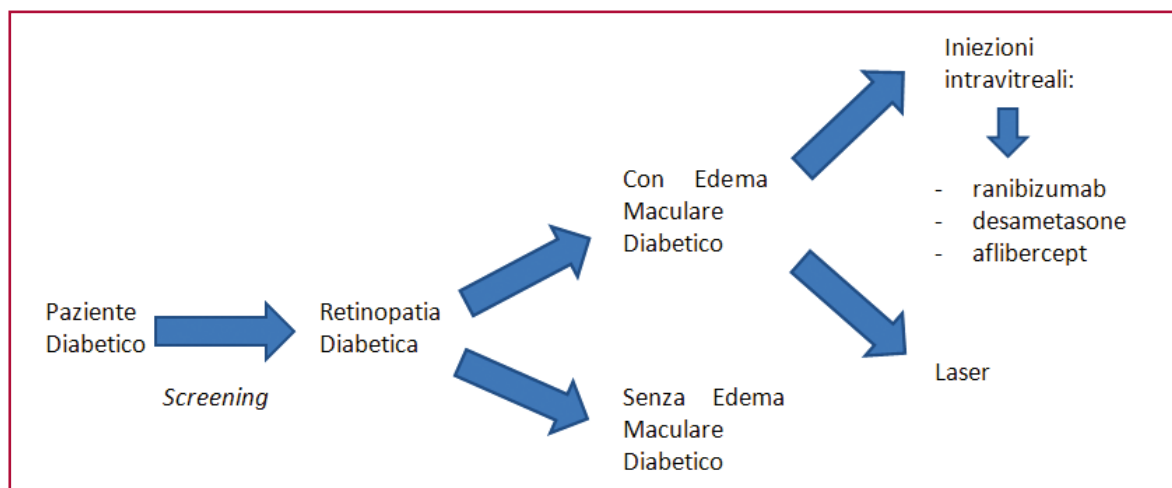 Paziente
Diabetico
Screening
Retinopatia
Diabetica
Con Edema
Maculare
Diabetico
Senza Edema
Maculare
Diabetico
Iniezioni
intravitreali:
- ranibizumab
- desametasone
- aflibercept
Laser